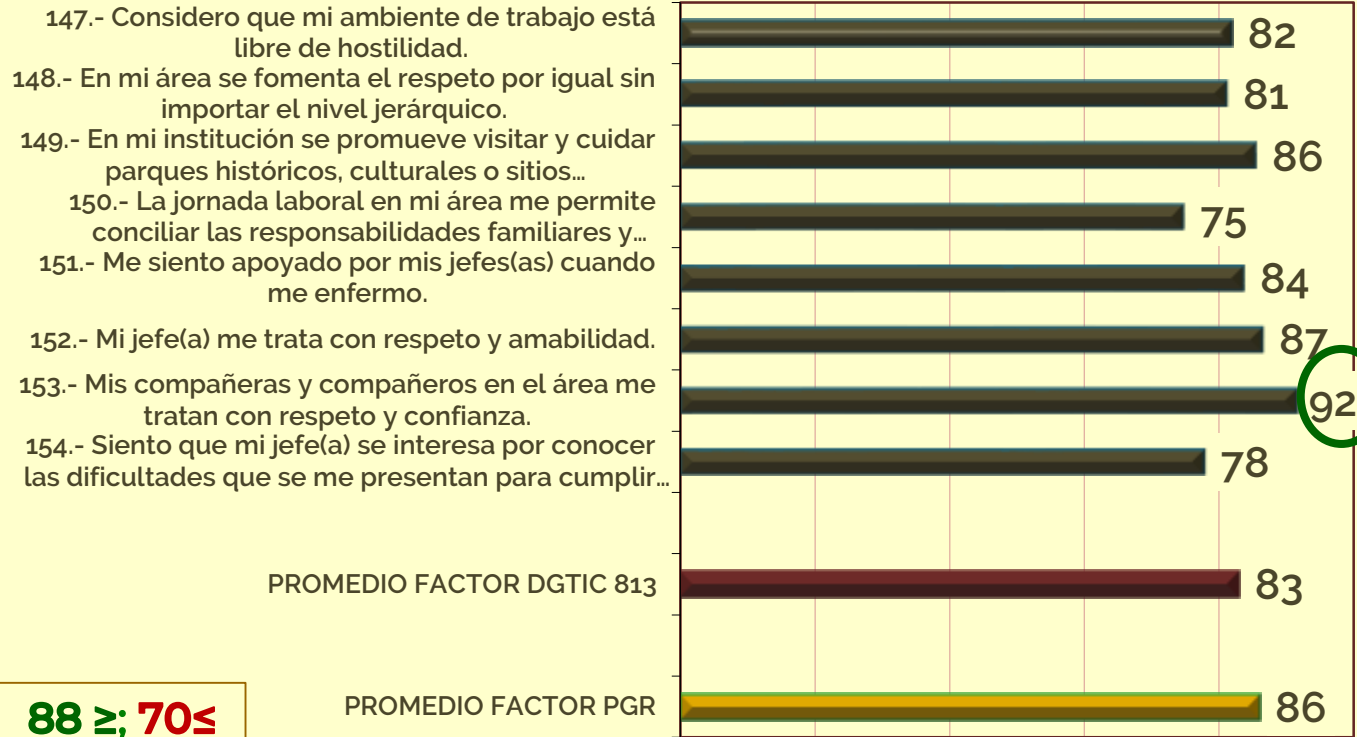 147.- Considero que mi ambiente de trabajo está
libre de hostilidad.
82
148.- En mi área se fomenta el respeto por igual sin
importar el nivel jerárquico.
81
149.- En mi institución se promueve visitar y cuidar
parques históricos, culturales o sitios…
86
150.- La jornada laboral en mi área me permite
conciliar las responsabilidades familiares y…
75
151.- Me siento apoyado por mis jefes(as) cuando
me enfermo.
84
152.- Mi jefe(a) me trata con respeto y amabilidad.
87
153.- Mis compañeras y compañeros en el área me
tratan con respeto y confianza.
92
154.- Siento que mi jefe(a) se interesa por conocer
las dificultades que se me presentan para cumplir…
78
PROMEDIO FACTOR DGTIC 813
83
PROMEDIO FACTOR PGR
86
88 ≥; 70≤